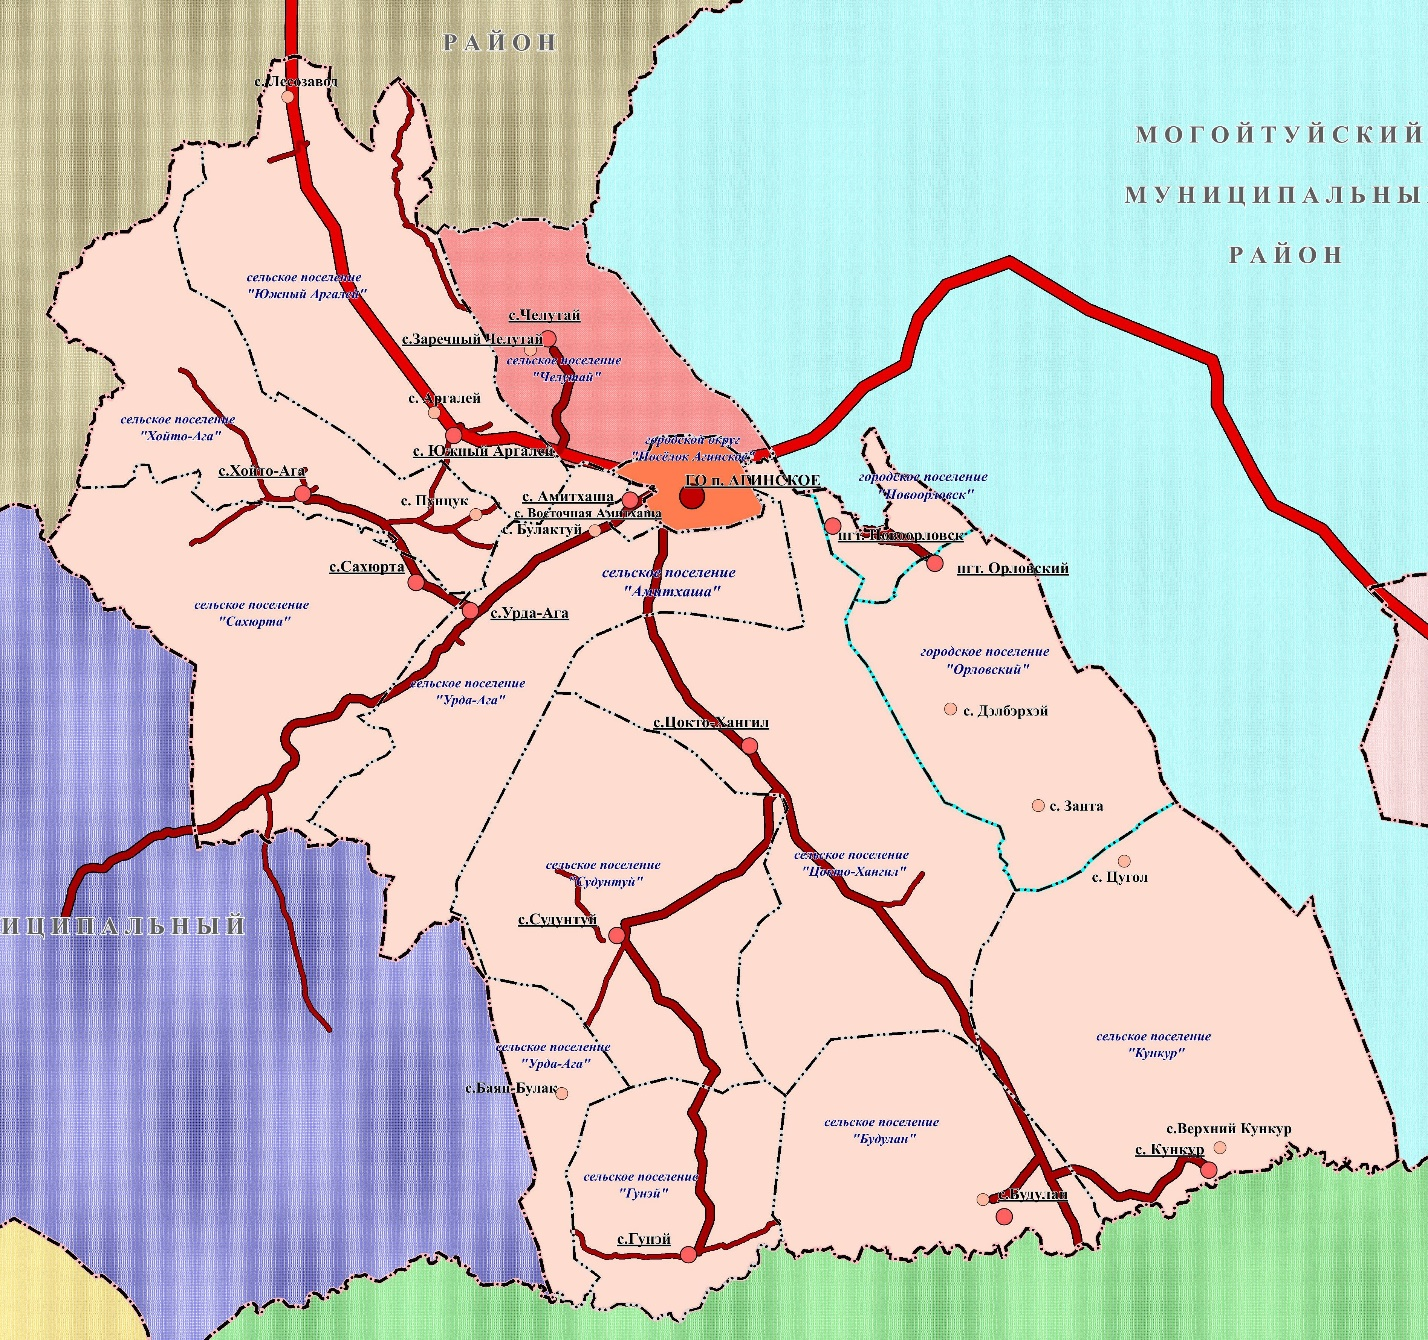 РАЙОН
с. Лесозавод
МОГОЙТУЙСКИЙ
МУНИЦИПАЛЬНЫ
РАЙОН
сельское поселение
"Южный Аргалей"
с.Челутай
с.Заречный Челутай
сельское поселение
"Челутай"
с. Аргалей
сельское поселение
"Хойто-Ага"
городской округ
"Посёлок Агинское"
с. Южный Аргалей
с.Хойто-Ага
ГО п. АГИНСКОЕ
городское поселение
"Новоорловск"
с. Пунцук
с. Амитхаша
с. Восточная Амитхаша
с. Булактуй
пгт. Новоорловск
с.Сахюрта
сельское поселение
"Амитхаша"
пгт. Орловский
сельское поселение
"Сахюрта"
с.Урда-Ага
городское поселение
"Орловский"
сельское поселение
"Урда-Ага"
с. Дэлбэрхэй
с.Цокто-Хангил
с. Занта
сельское поселение
"Судунтуй"
сельское поселение
"Цокто-Хангил"
с. Цугол
с.Судунтуй
ИЦИПАЛЬНЫЙ
сельское поселение
"Урда-Ага"
сельское поселение
"Кункур"
с.Баян-Булак
сельское поселение
"Будулан"
с.Верхний Кункур
с. Кункур
сельское поселение
"Гунэй"
с.Будулан
с.Гунэй